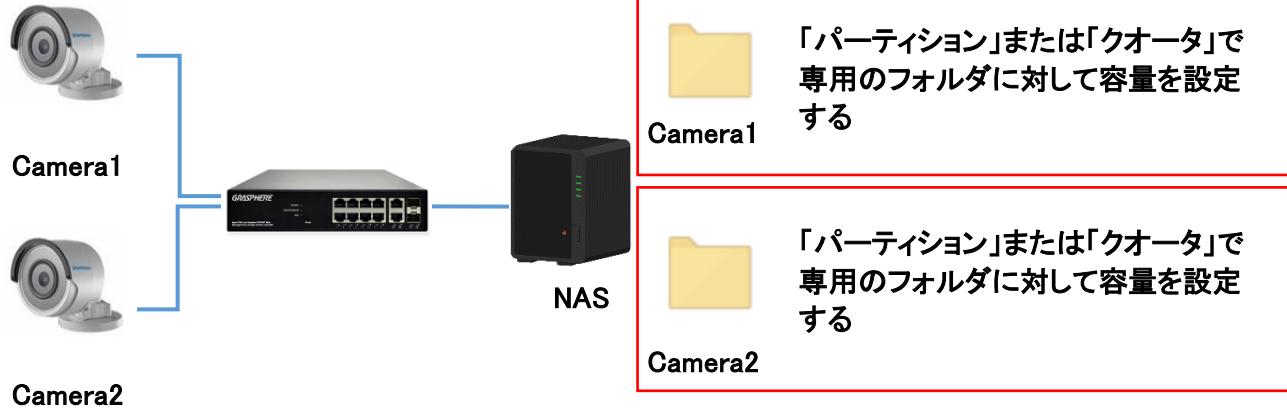 Camera1
Camera2
GRASPHERE
NAS
Camera1
「パーティション」または「クオータ」で
専用のフォルダに対して容量を設定
する
Camera2
「パーティション」または「クオータ」で
専用のフォルダに対して容量を設定
する